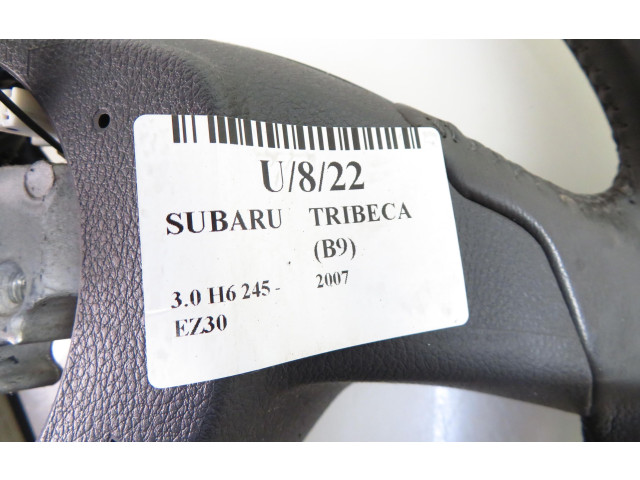 U/8/22
SUBARU TRIBECA
(B9)
3.0 H6 245 - 2007
EZ30